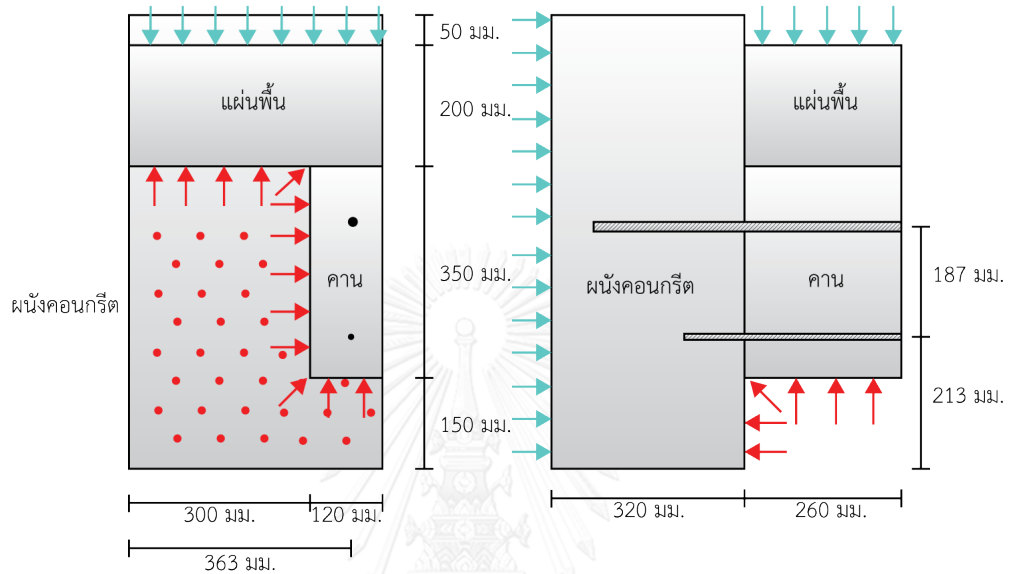 50 มม.
แผ่นพื้น
200 มม.
แผ่นพื้น
คาน
350 มม.
ผนังคอนกรีต
ผนังคอนกรีต
คาน
187 มม.
150 มม.
213 มม.
300 มม.
120 มม.
363 มม.
320 มม.
260 มม.